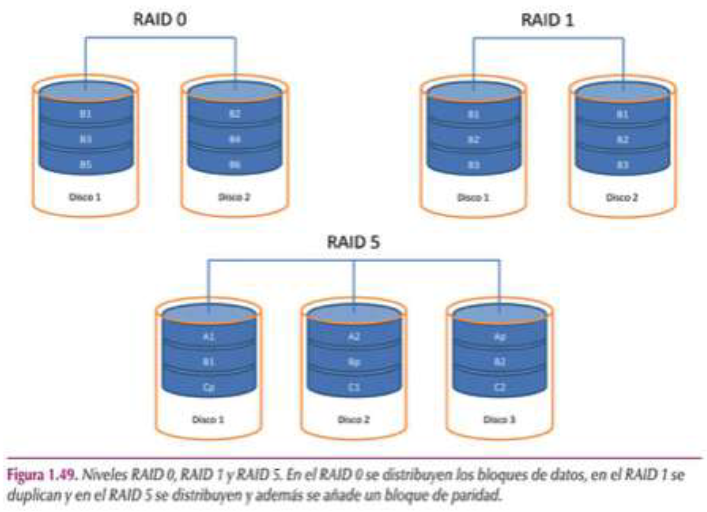 RAID 0
B1
B3
B5
Disco 1
B2
B4
B6
Disco 2
RAID 1
B1
B2
B3
Disco 1
B1
B2
B3
Disco 2
RAID 5
A1
B1
Cp
Disco 1
A2
Bp
C1
Disco 2
Ap
B2
C2
Disco 3
Figura 1.49. Niveles RAID 0, RAID 1 y RAID 5. En el RAID 0 se distribuyen los bloques de datos, en el RAID 1 se
duplican y en el RAID 5 se distribuyen y además se añade un bloque de paridad.